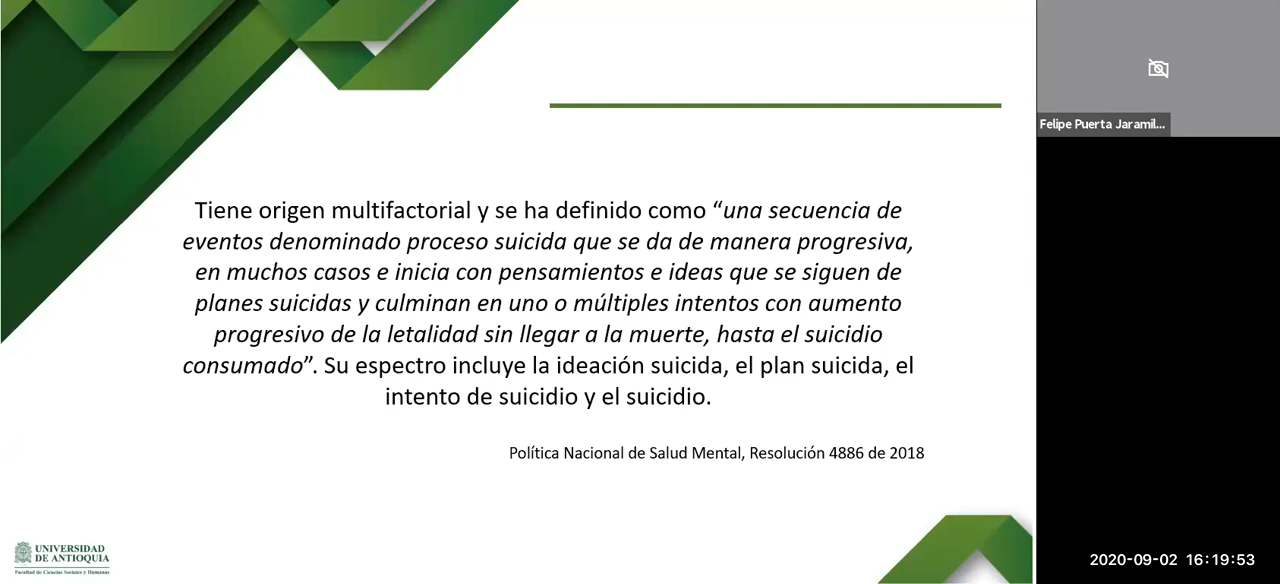 Tiene origen multifactorial y se ha definido como “una secuencia de
eventos denominado proceso suicida que se da de manera progresiva,
en muchos casos e inicia con pensamientos e ideas que se siguen de
planes suicidas y culminan en uno o múltiples intentos con aumento
progresivo de la letalidad sin llegar a la muerte, hasta el suicidio
consumado”. Su espectro incluye la ideación suicida, el plan suicida, el
intento de suicidio y el suicidio.
Política Nacional de Salud Mental, Resolución 4886 de 2018
UNIVERSIDAD
DE ANTIOQUIA
Facultad de Ciencias Sociales y Humanas
Felipe Puerta Jaramil...
2020-09-02 16:19:53